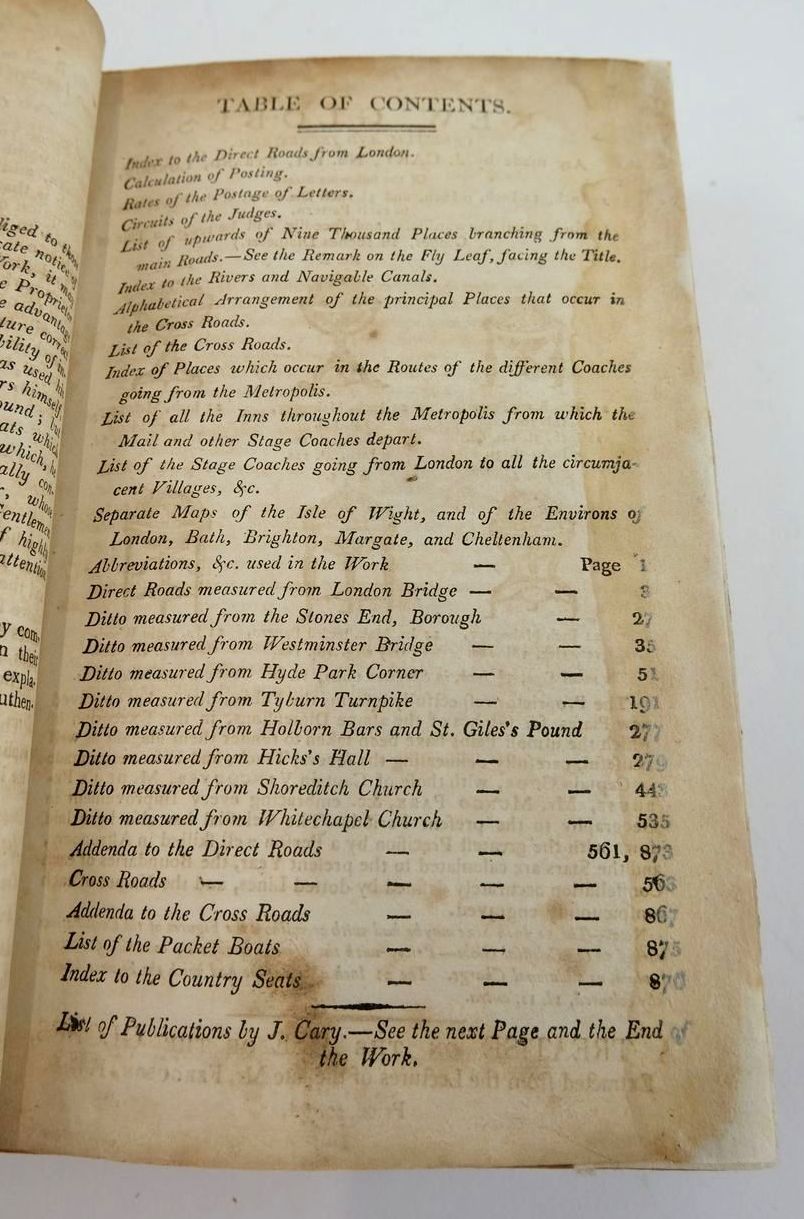 TABLE OF CONTENTS.
Index to the Direct Roads from London.
Calculation of Posting.
Rates of the Postage of Letters.
Circuits of the Judges.
List of upwards of Nine Thousand Places branching from the
main Roads.—See the Remark on the Fly Leaf, facing the Title.
Index to the Rivers and Navigable Canals.
Alphabetical Arrangement of the principal Places that occur in
the Cross Roads.
List of the Cross Roads.
Index of Places which occur in the Routes of the different Coaches
going from the Metropolis.
List of all the Inns throughout the Metropolis from which the
Mail and other Stage Coaches depart.
List of the Stage Coaches going from London to all the circumja-
cent Villages, &c.
Separate Maps of the Isle of Wight, and of the Environs of
London, Bath, Brighton, Margate, and Cheltenham.
Abbreviations, &c. used in the Work — Page 1
Direct Roads measured from London Bridge — —
Ditto measured from the Stones End, Borough —
Ditto measured from Westminster Bridge — —
Ditto measured from Hyde Park Corner — —
Ditto measured from Tyburn Turnpike — —
Ditto measured from Holborn Bars and St. Giles's Pound
Ditto measured from Hicks's Hall — — —
Ditto measured from Shoreditch Church — —
Ditto measured from Whitechapel Church — — 535
Addenda to the Direct Roads — — 561, 873
Cross Roads — — — — —
Addenda to the Cross Roads — — —
List of the Packet Boats — — —
Index to the Country Seats — — —
List of Publications by J. Cary.—See the next Page and the End of
the Work.